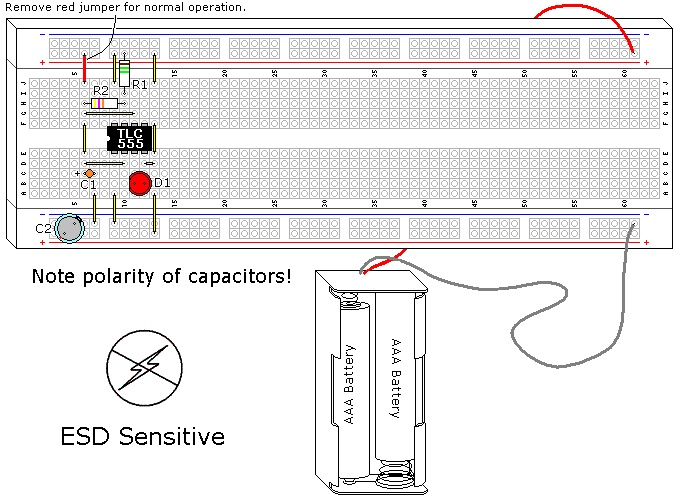 Remove red jumper for normal operation.
- -
+ +
5 10 15 20 25 30 35 40 45 50 55 60
J J
I I
H H
G G
F F
R1
R2
TLC
555
E E
D D
C C
B B
A A
+
C1
D1
5 10 15 20 25 30 35 40 45 50 55 60
C2
- -
+ +
Note polarity of capacitors!
AAA Battery
AAA Battery
ESD Sensitive